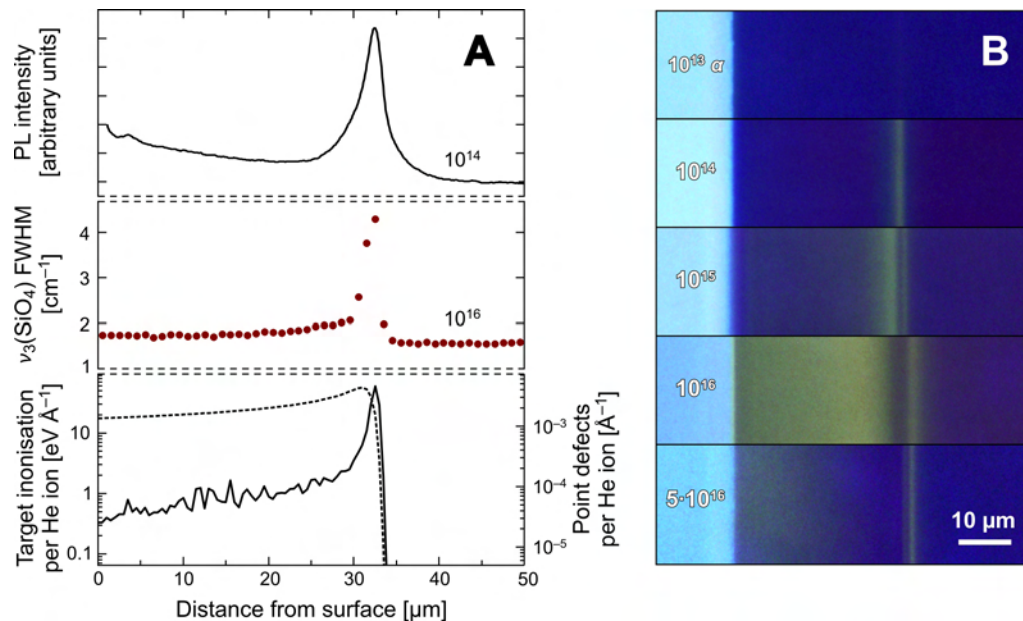 A
PL intensity
[arbitrary units]
10¹⁴
ν₃(SiO₄) FWHM
[cm⁻¹]
4
3
2
1
10¹⁶
Target inonisation
per He ion [eV Å⁻¹]
10
1
0.1
10⁻³
10⁻⁴
10⁻⁵
Point defects
per He ion [Å⁻¹]
0 10 20 30 40 50
Distance from surface [µm]
B
10¹³ α
10¹⁴
10¹⁵
10¹⁶
5·10¹⁶
10 µm